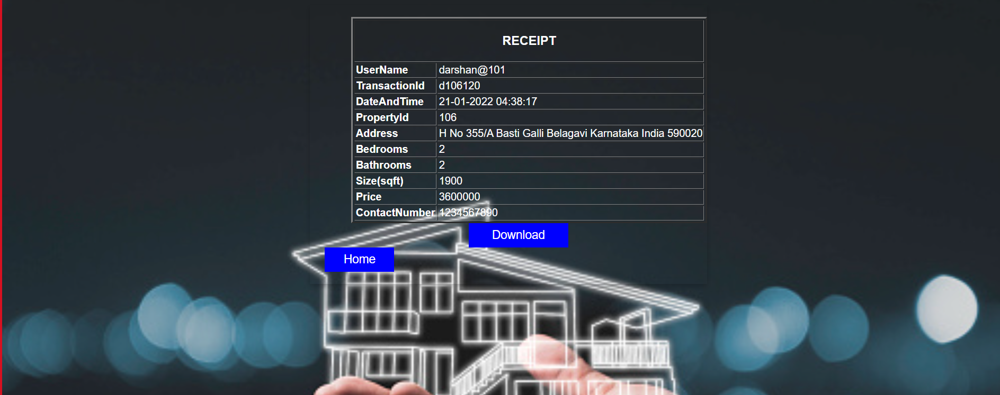 RECEIPT
UserName darshan@101
TransactionId d106120
DateAndTime 21-01-2022 04:38:17
PropertyId 106
Address H No 355/A Basti Galli Belagavi Karnataka India 590020
Bedrooms 2
Bathrooms 2
Size(sqft) 1900
Price 3600000
ContactNumber 1234567890
Download
Home